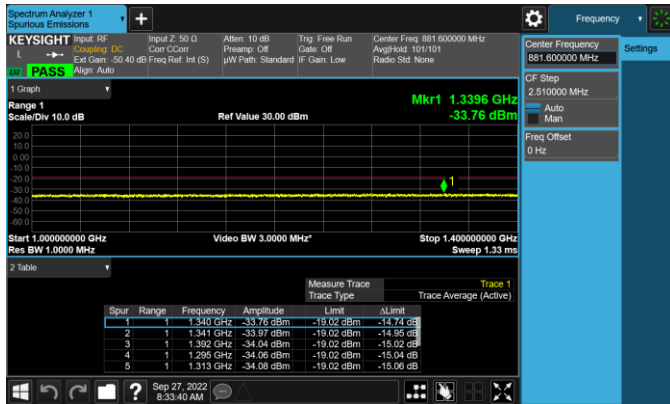 Spectrum Analyzer 1
Spurious Emissions
+
Frequency
KEYSIGHT Input: RF Input Z: 50 Ω Atten: 10 dB Trig: Free Run Center Freq: 881.600000 MHz
L Coupling: DC Corr CCorr Preamp: Off Gate: Off Avg|Hold: 101/101
Ext Gain: -50.40 dB Freq Ref: Int (S) µW Path: Standard IF Gain: Low Radio Std: None
PASS Align: Auto
Center Frequency
881.600000 MHz
Settings
CF Step
2.510000 MHz
Auto
Man
Freq Offset
0 Hz
1 Graph
Range 1
Mkr1 1.3396 GHz
Scale/Div 10.0 dB Ref Value 30.00 dBm -33.76 dBm
20.0
10.0
0.00
-10.0
-20.0
-30.0
-40.0
-50.0
-60.0
1
Start 1.000000000 GHz Video BW 3.0000 MHz* Stop 1.400000000 GHz
Res BW 1.0000 MHz Sweep 1.33 ms
2 Table
Measure Trace Trace 1
Trace Type Trace Average (Active)
Spur Range Frequency Amplitude Limit ΔLimit
1 1 1.340 GHz -33.76 dBm -19.02 dBm -14.74 dB
2 1 1.341 GHz -33.97 dBm -19.02 dBm -14.95 dB
3 1 1.392 GHz -34.04 dBm -19.02 dBm -15.02 dB
4 1 1.295 GHz -34.06 dBm -19.02 dBm -15.04 dB
5 1 1.313 GHz -34.08 dBm -19.02 dBm -15.06 dB
? Sep 27, 2022
8:33:40 AM